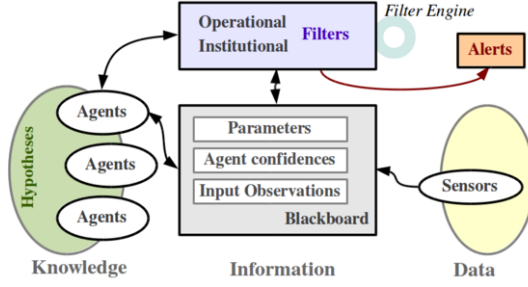 Filter Engine
Operational
Institutional
Filters
Alerts
Hypotheses
Agents
Agents
Agents
Parameters
Agent confidences
Input Observations
Blackboard
Sensors
Knowledge
Information
Data